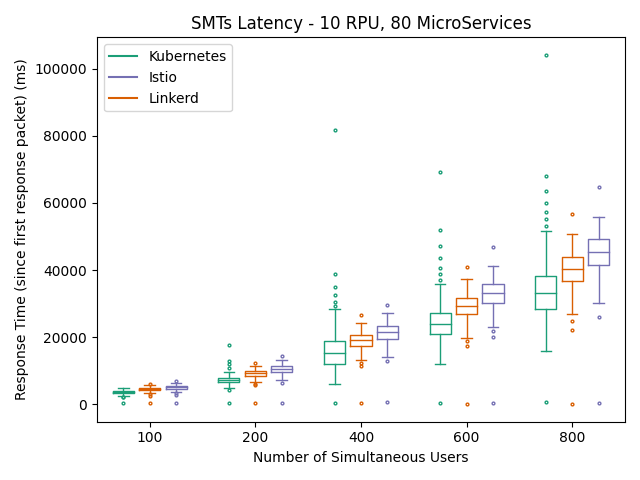 SMTs Latency - 10 RPU, 80 MicroServices
Response Time (since first response packet) (ms)
100000
80000
60000
40000
20000
0
Kubernetes
Istio
Linkerd
100 200 400 600 800
Number of Simultaneous Users